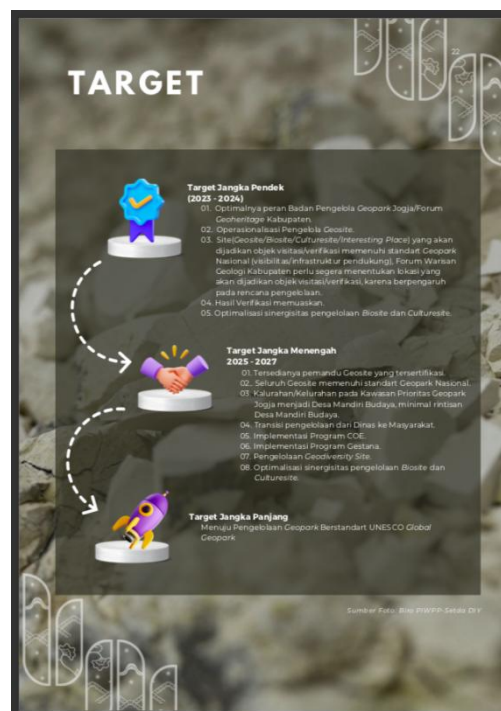 22
TARGET
Target Jangka Pendek
(2023 - 2024)
01. Optimalnya peran Badan Pengelola Geopark Jogja/Forum
Geoheritage Kabupaten.
02. Operasionalisasi Pengelola Geosite.
03. Site(Geosite/Biosite/Culturesite/Interesting Place) yang akan
dijadikan objek visitasi/verifikasi memenuhi standart Geopark
Nasional (visibilitas/infrastruktur pendukung), Forum Warisan
Geologi Kabupaten perlu segera menentukan lokasi yang
akan dijadikan objek visitasi/verifikasi, karena berpengaruh
pada rencana pengelolaan.
04. Hasil Verifikasi memuaskan.
05. Optimalisasi sinergisitas pengelolaan Biosite dan Culturesite.
Target Jangka Menengah
2025 - 2027
01. Tersedianya pemandu Geosite yang tersertifikasi.
02. Seluruh Geosite memenuhi standart Geopark Nasional.
03. Kalurahan/Kelurahan pada Kawasan Prioritas Geopark
Jogja menjadi Desa Mandiri Budaya, minimal rintisan
Desa Mandiri Budaya.
04. Transisi pengelolaan dari Dinas ke Masyarakat.
05. Implementasi Program COE.
06. Implementasi Program Gestana.
07. Pengelolaan Geodiversity Site.
08. Optimalisasi sinergisitas pengelolaan Biosite dan
Culturesite.
Target Jangka Panjang
Menuju Pengelolaan Geopark Berstandart UNESCO Global
Geopark
Sumber Foto: Biro PIWPP-Setda DIY